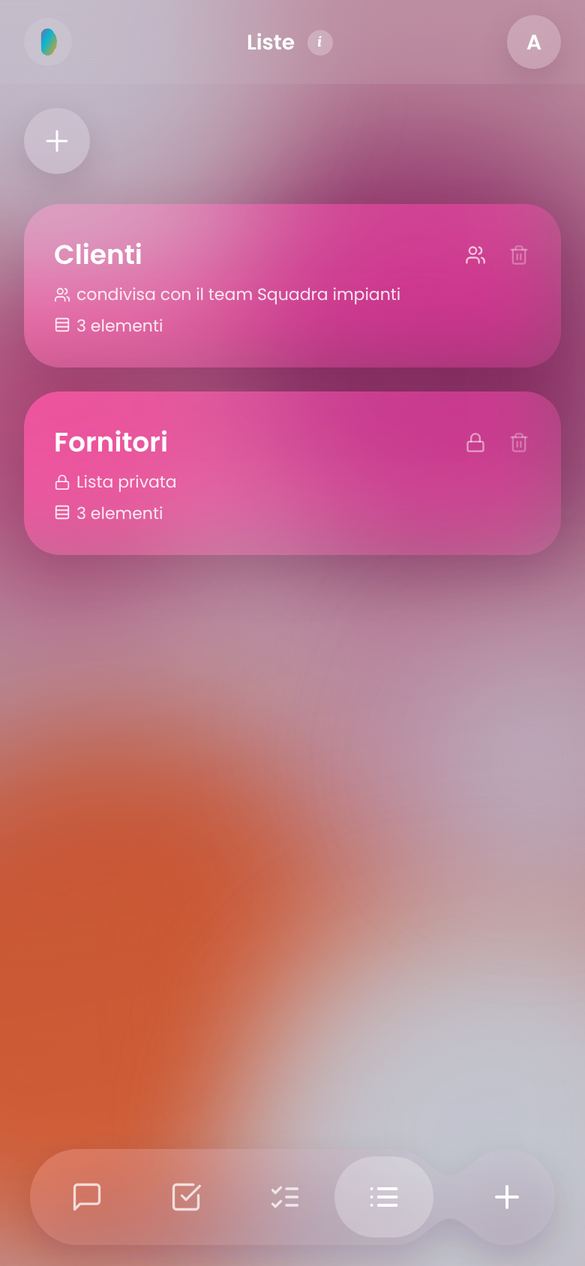 Liste i
A
Clienti
condivisa con il team Squadra impianti
3 elementi
Fornitori
Lista privata
3 elementi